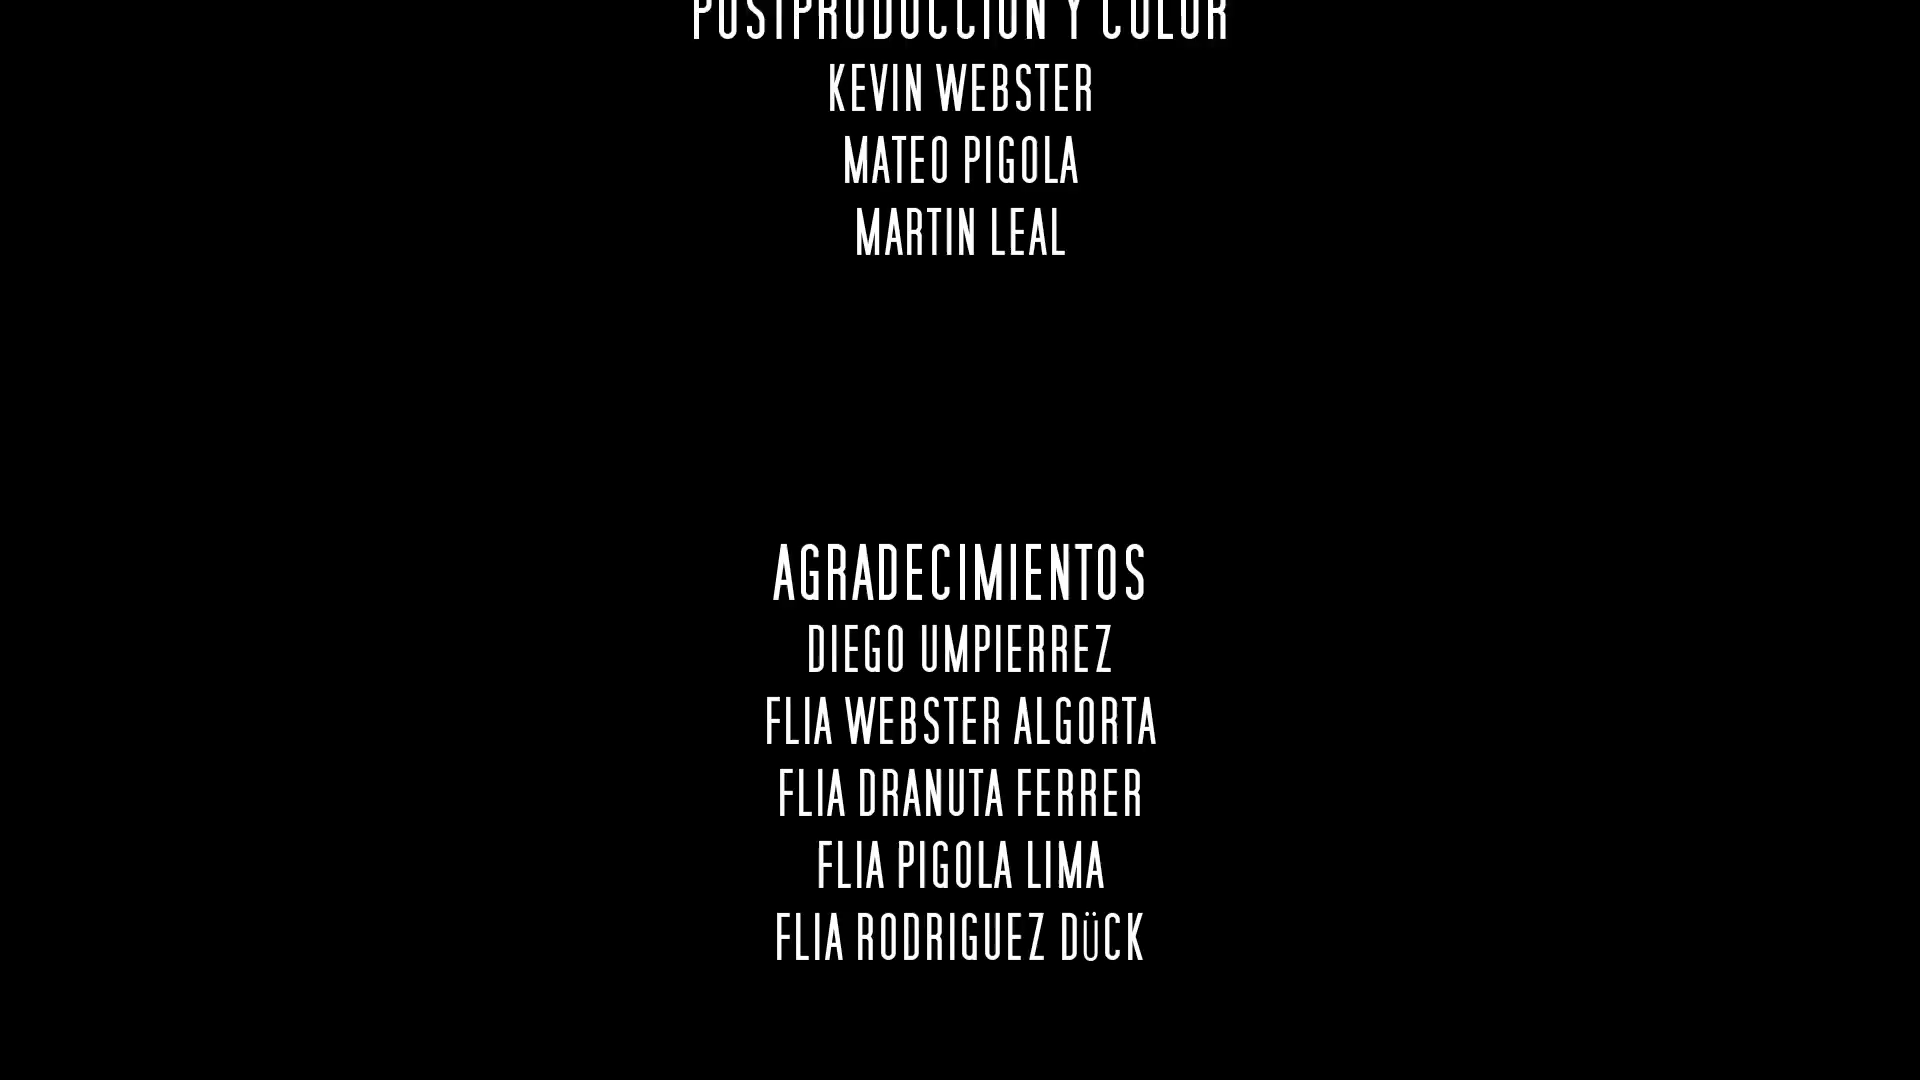 POSTPRODUCCION Y COLOR
KEVIN WEBSTER
MATEO PIGOLA
MARTIN LEAL
AGRADECIMIENTOS
DIEGO UMPIERREZ
FLIA WEBSTER ALGORTA
FLIA DRANUTA FERRER
FLIA PIGOLA LIMA
FLIA RODRIGUEZ DÜCK